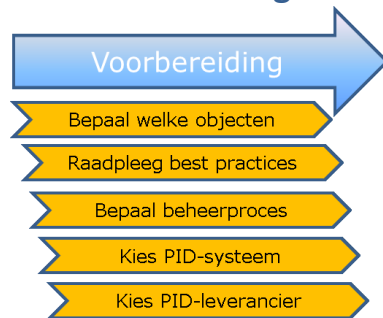 Voorbereiding
Bepaal welke objecten
Raadpleeg best practices
Bepaal beheerproces
Kies PID-systeem
Kies PID-leverancier